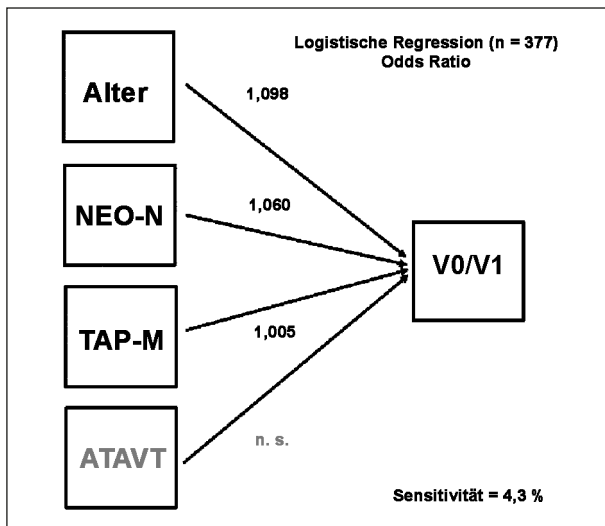 Logistische Regression (n = 377)
Odds Ratio
Alter
1,098
NEO-N
1,060
V0/V1
TAP-M
1,005
ATAVT
n. s.
Sensitivität = 4,3 %